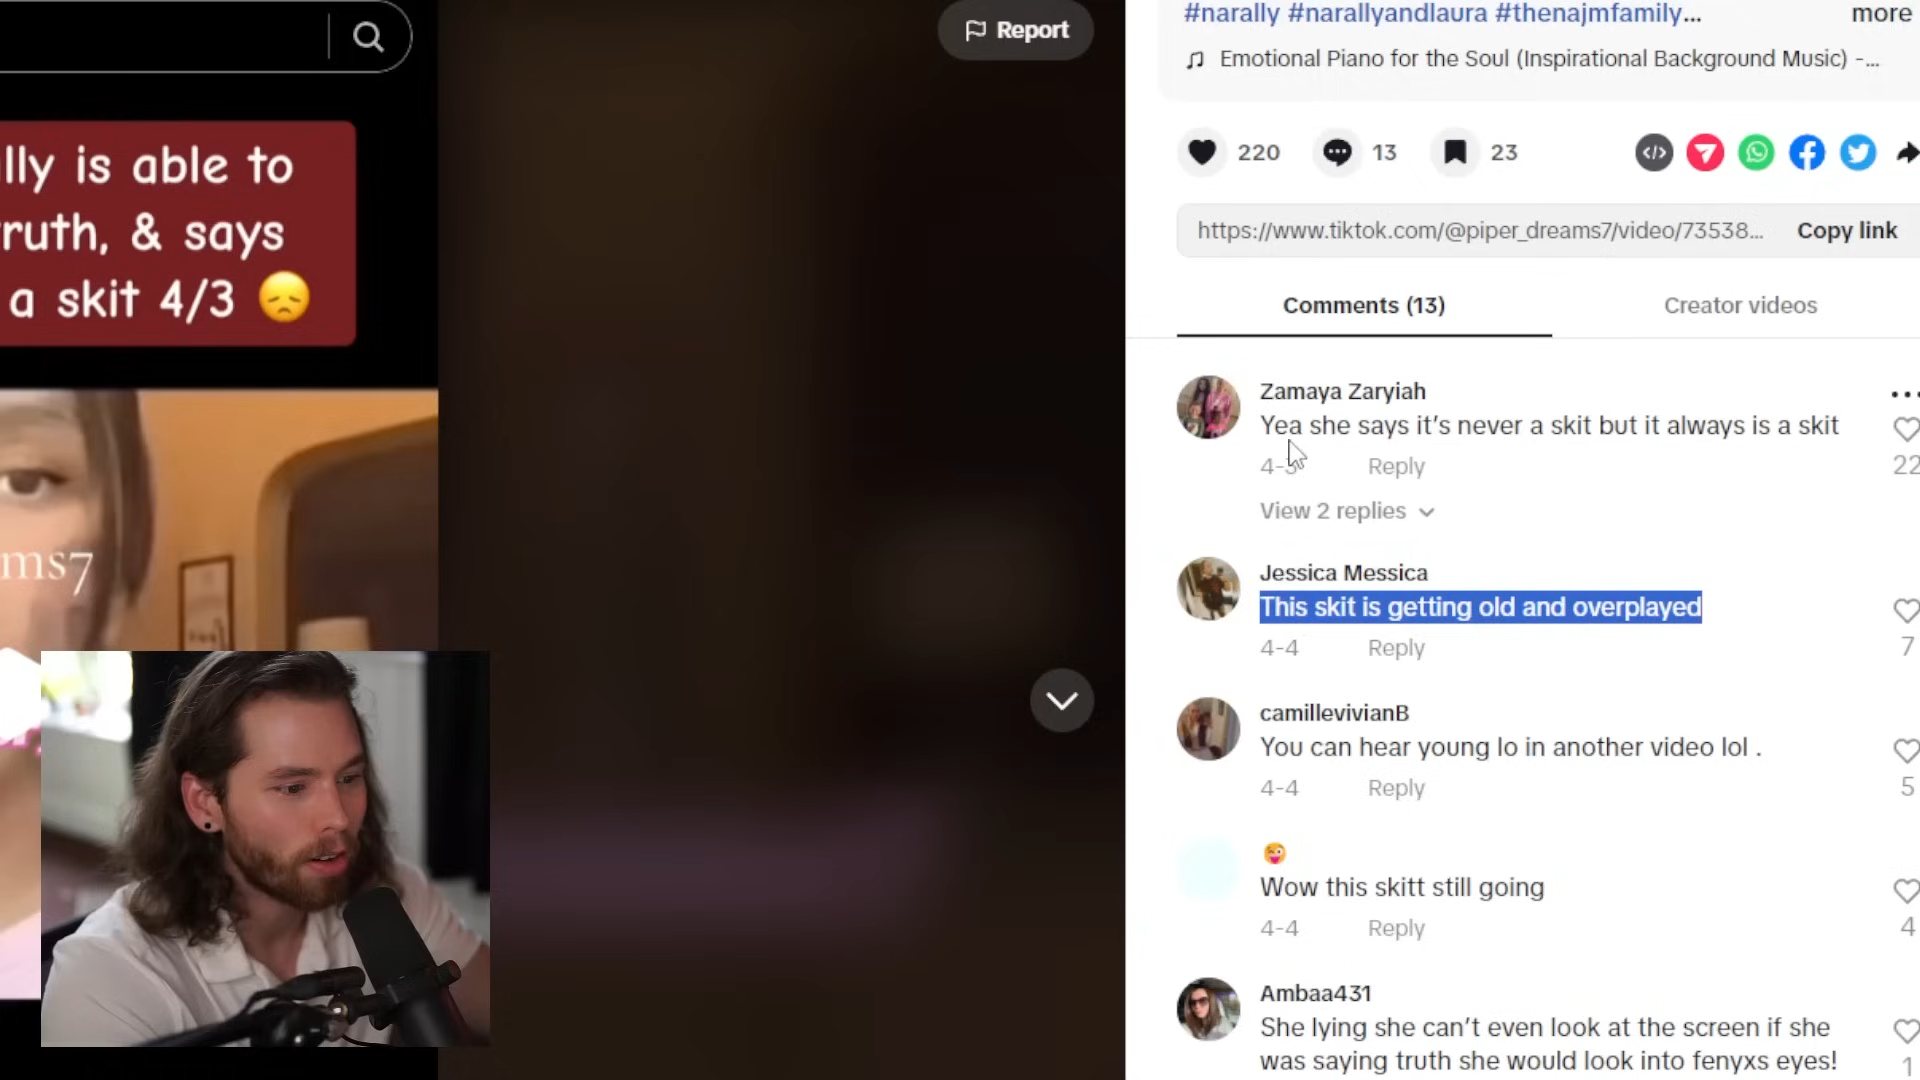 Report
#narally #narallyandlaura #thenajmfamily...
more
Emotional Piano for the Soul (Inspirational Background Music) -...
lly is able to
ruth, & says
a skit 4/3 😞
220
13
23
https://www.tiktok.com/@piper_dreams7/video/73538...
Copy link
Comments (13)
Creator videos
Zamaya Zaryiah
Yea she says it's never a skit but it always is a skit
4-3
Reply
22
View 2 replies
Jessica Messica
This skit is getting old and overplayed
4-4
Reply
7
ms7
camillevivianB
You can hear young lo in another video lol .
4-4
Reply
5
😜
Wow this skitt still going
4-4
Reply
4
Ambaa431
She lying she can't even look at the screen if she
was saying truth she would look into fenyxs eyes!
1